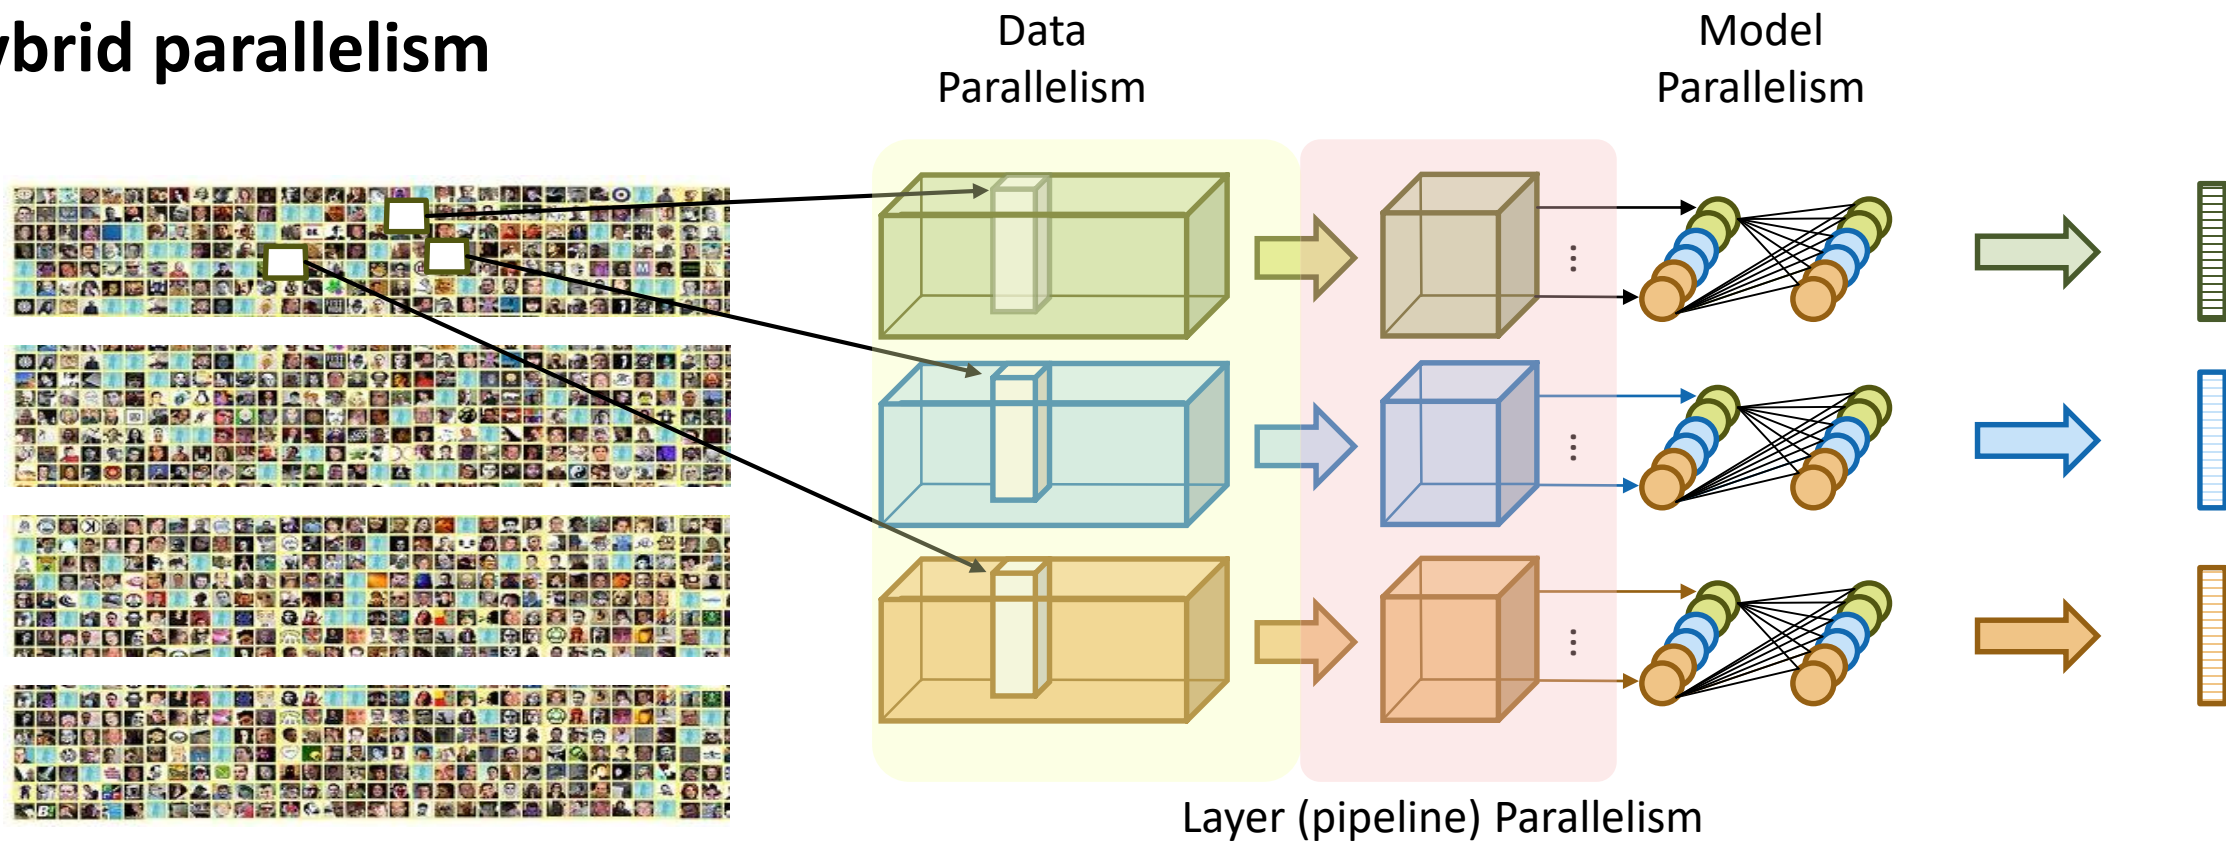 ybrid parallelism
Data
Parallelism
Model
Parallelism
...
...
...
Layer (pipeline) Parallelism